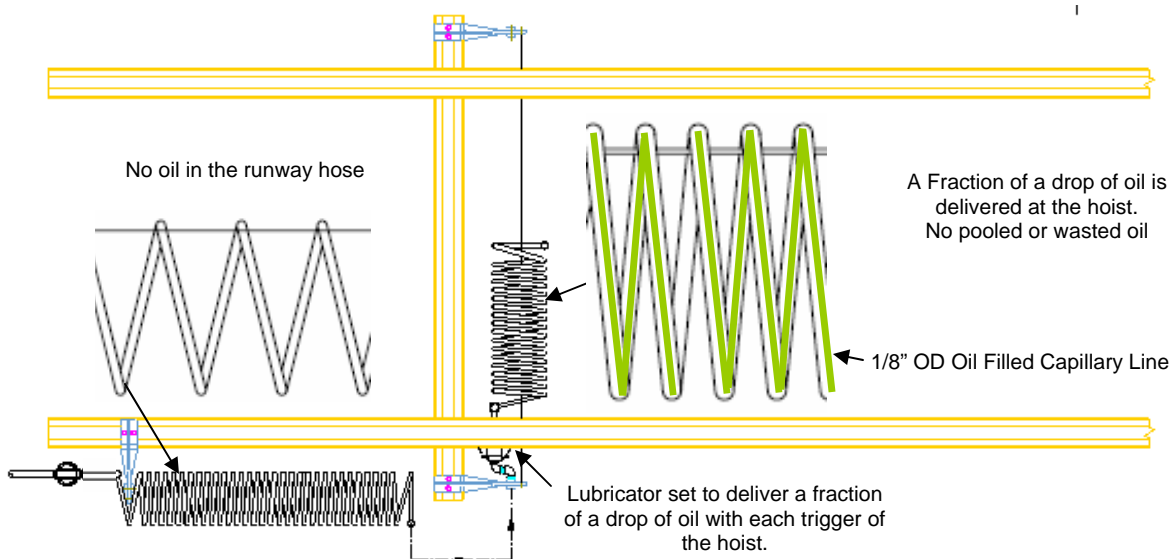 No oil in the runway hose
A Fraction of a drop of oil is
delivered at the hoist.
No pooled or wasted oil
1/8” OD Oil Filled Capillary Line
Lubricator set to deliver a fraction
of a drop of oil with each trigger of
the hoist.